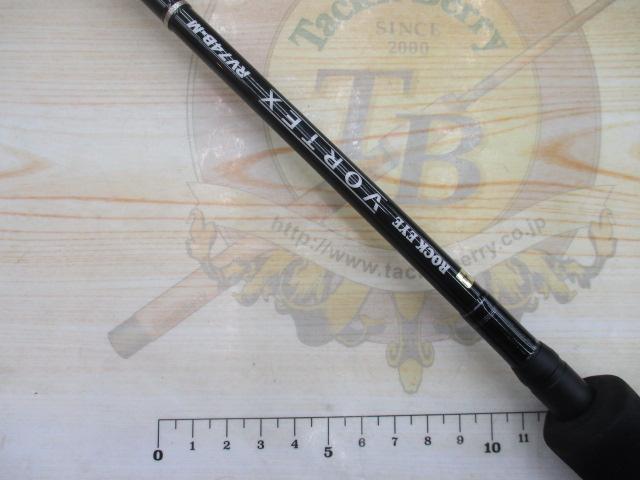 Tackle Berry
SINCE
2000
TB
http://www.tackleberry.co.jp
ROCK EYE VORTEX RV74B-M
0 1 2 3 4 5 6 7 8 9 10 11